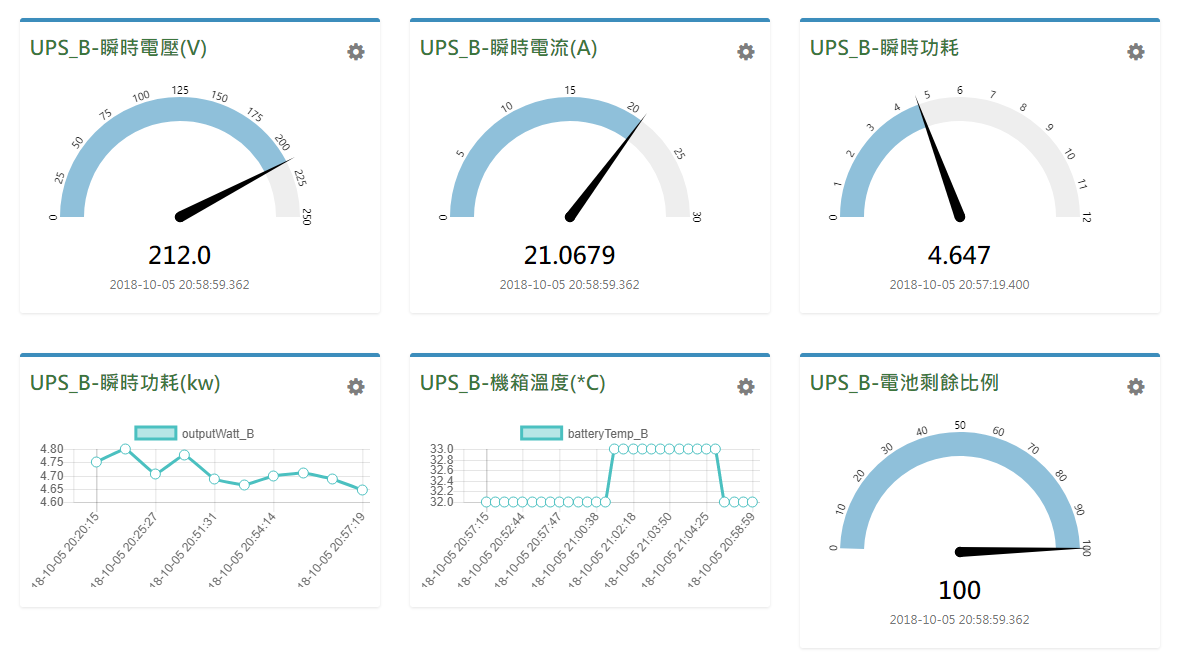 UPS_B-瞬時電壓(V)
0 25 50 75 100 125 150 175 200 225 250
212.0
2018-10-05 20:58:59.362
UPS_B-瞬時電流(A)
0 5 10 15 20 25 30
21.0679
2018-10-05 20:58:59.362
UPS_B-瞬時功耗
0 1 2 3 4 5 6 7 8 9 10 11 12
4.647
2018-10-05 20:57:19.400
UPS_B-瞬時功耗(kw)
outputWatt_B
4.80
4.75
4.70
4.65
4.60
18-10-05 20:20:15
18-10-05 20:25:27
18-10-05 20:51:31
18-10-05 20:54:14
18-10-05 20:57:19
UPS_B-機箱溫度(*C)
batteryTemp_B
33.0
32.8
32.6
32.4
32.2
32.0
18-10-05 20:57:15
18-10-05 20:52:44
18-10-05 20:57:47
18-10-05 21:00:38
18-10-05 21:02:18
18-10-05 21:03:50
18-10-05 21:04:25
18-10-05 20:58:59
UPS_B-電池剩餘比例
0 10 20 30 40 50 60 70 80 90 100
100
2018-10-05 20:58:59.362